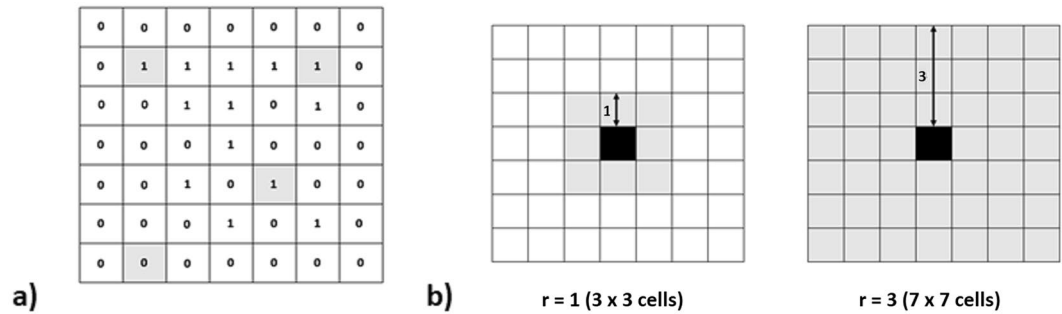 0 0 0 0 0 0 0
0 1 1 1 1 1 0
0 0 1 1 0 1 0
0 0 0 1 0 0 0
0 0 1 0 1 0 0
0 0 0 1 0 1 0
0 0 0 0 0 0 0
a)
1
3
b)
r = 1 (3 x 3 cells)
r = 3 (7 x 7 cells)